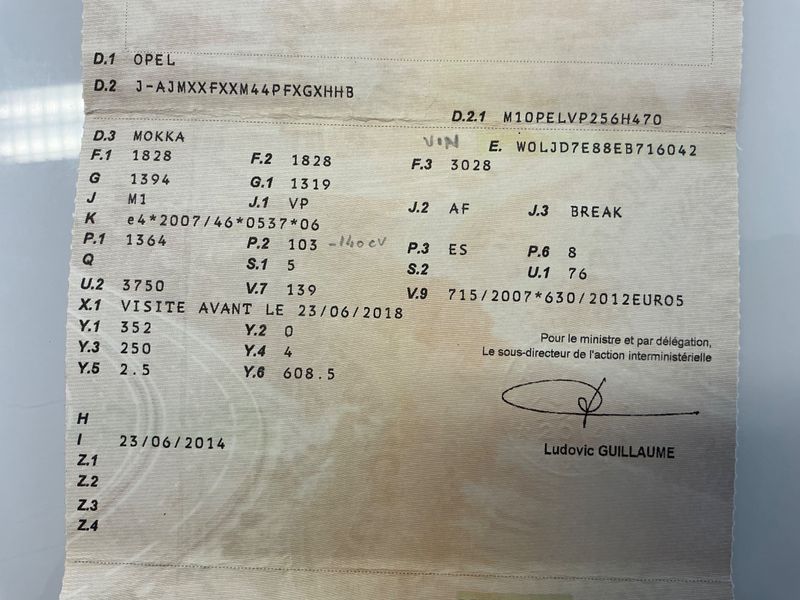 D.1 OPEL
D.2 J-AJMXXFXXM44PFXGXHHB
D.2.1 M10PELVP256H470
D.3 MOKKA
VIN E. W0LJD7E88EB716042
F.1 1828 F.2 1828 F.3 3028
G 1394 G.1 1319
J M1 J.1 VP J.2 AF J.3 BREAK
K e4*2007/46*0537*06
P.1 1364 P.2 103 -140 cV P.3 ES P.6 8
Q S.1 5 S.2 U.1 76
U.2 3750 V.7 139 V.9 715/2007*630/2012EURO5
X.1 VISITE AVANT LE 23/06/2018
Y.1 352 Y.2 0
Y.3 250 Y.4 4
Y.5 2.5 Y.6 608.5
Pour le ministre et par délégation,
Le sous-directeur de l'action interministérielle
H
I 23/06/2014
Ludovic GUILLAUME
Z.1
Z.2
Z.3
Z.4